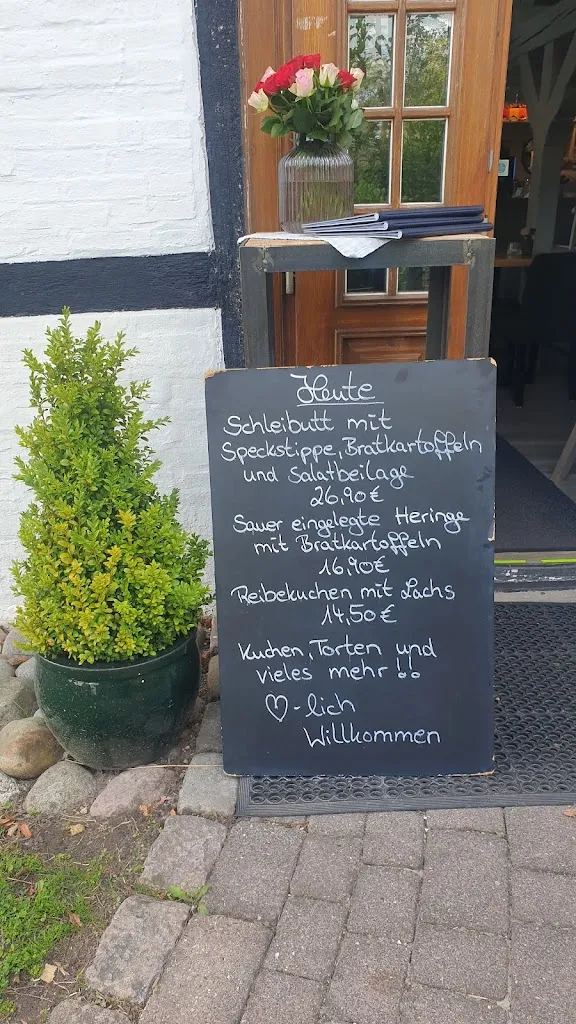 Heute
Schleibutt mit
Speckstippe, Bratkartoffeln
und Salatbeilage
26,90€
Sauer eingelegte Heringe
mit Bratkartoffeln
16,90€
Reibekuchen mit Lachs
14,50€
Kuchen, Torten und
vieles mehr!!
♡-lich
Willkommen